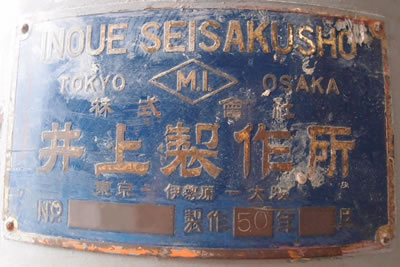 INOUE SEISAKUSHO
TOKYO M.I. OSAKA
株式會社
井上製作所
東京 — 伊勢原 — 大阪
NO. 製作 50 年 月